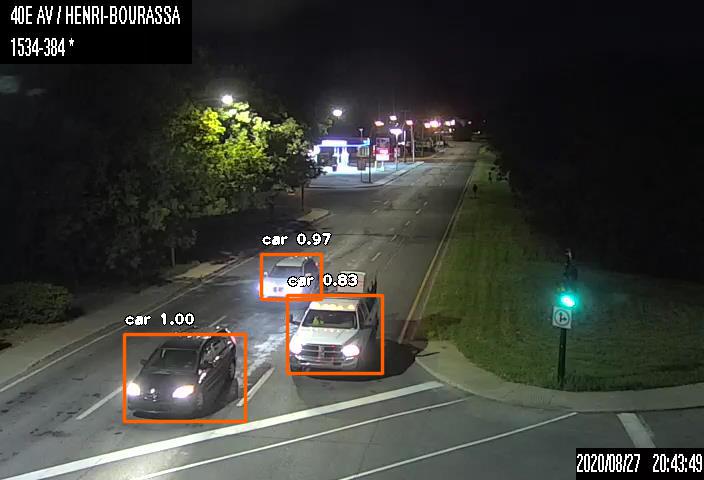 40E AV / HENRI-BOURASSA
1534-384 *
car 0.97
car 0.83
car 1.00
2020/08/27 20:43:49